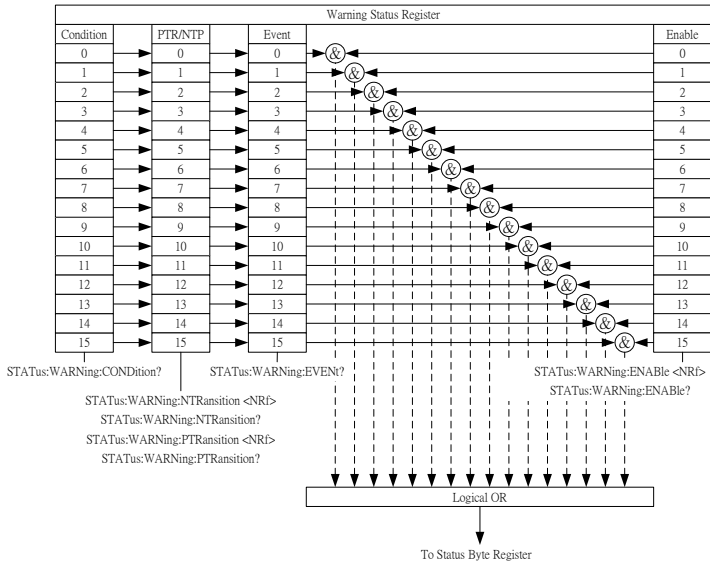 Warning Status Register
Condition PTR/NTP Event Enable
0 0 0 & 0
1 1 1 & 1
2 2 2 & 2
3 3 3 & 3
4 4 4 & 4
5 5 5 & 5
6 6 6 & 6
7 7 7 & 7
8 8 8 & 8
9 9 9 & 9
10 10 10 & 10
11 11 11 & 11
12 12 12 & 12
13 13 13 & 13
14 14 14 & 14
15 15 15 & 15
STATus:WARNing:CONDition? STATus:WARNing:EVENt? STATus:WARNing:ENABle <NRf>
STATus:WARNing:ENABle?
STATus:WARNing:NTRansition <NRf>
STATus:WARNing:NTRansition?
STATus:WARNing:PTRansition <NRf>
STATus:WARNing:PTRansition?
Logical OR
To Status Byte Register